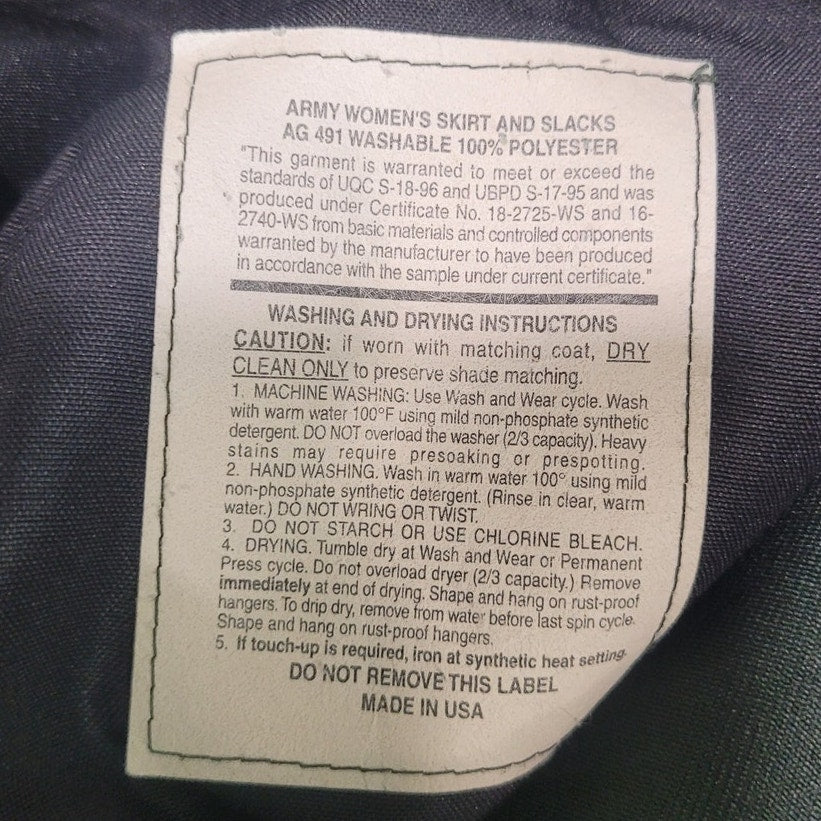 ARMY WOMEN'S SKIRT AND SLACKS
AG 491 WASHABLE 100% POLYESTER
"This garment is warranted to meet or exceed the
standards of UQC S-18-96 and UBPD S-17-95 and was
produced under Certificate No. 18-2725-WS and 16-
2740-WS from basic materials and controlled components
warranted by the manufacturer to have been produced
in accordance with the sample under current certificate."
WASHING AND DRYING INSTRUCTIONS
CAUTION: if worn with matching coat, DRY
CLEAN ONLY to preserve shade matching.
1. MACHINE WASHING: Use Wash and Wear cycle. Wash
with warm water 100°F using mild non-phosphate synthetic
detergent. DO NOT overload the washer (2/3 capacity). Heavy
stains may require presoaking or prespotting.
2. HAND WASHING. Wash in warm water 100° using mild
non-phosphate synthetic detergent. (Rinse in clear, warm
water.) DO NOT WRING OR TWIST.
3. DO NOT STARCH OR USE CHLORINE BLEACH.
4. DRYING. Tumble dry at Wash and Wear or Permanent
Press cycle. Do not overload dryer (2/3 capacity.) Remove
immediately at end of drying. Shape and hang on rust-proof
hangers. To drip dry, remove from water before last spin cycle.
Shape and hang on rust-proof hangers.
5. If touch-up is required, iron at synthetic heat setting.
DO NOT REMOVE THIS LABEL
MADE IN USA